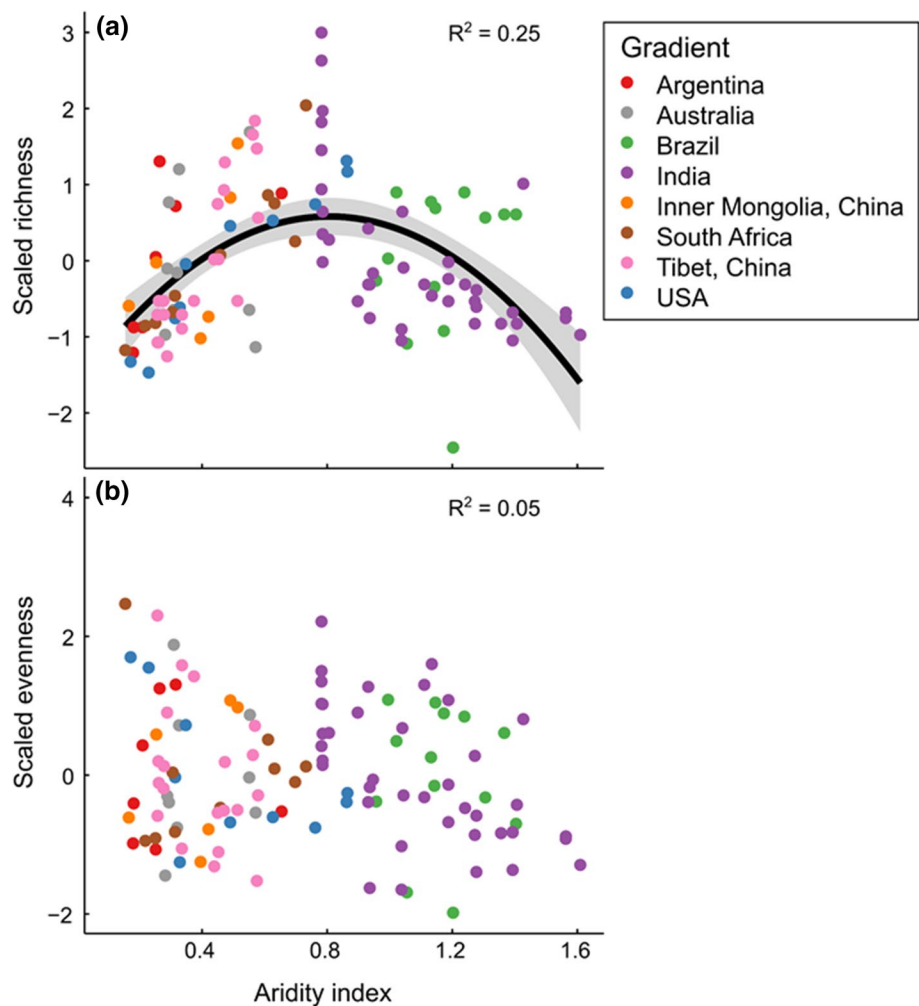 (a)
R² = 0.25
Scaled richness
3
2
1
0
−1
−2
Gradient
Argentina
Australia
Brazil
India
Inner Mongolia, China
South Africa
Tibet, China
USA
(b)
R² = 0.05
Scaled evenness
4
2
0
−2
0.4 0.8 1.2 1.6
Aridity index